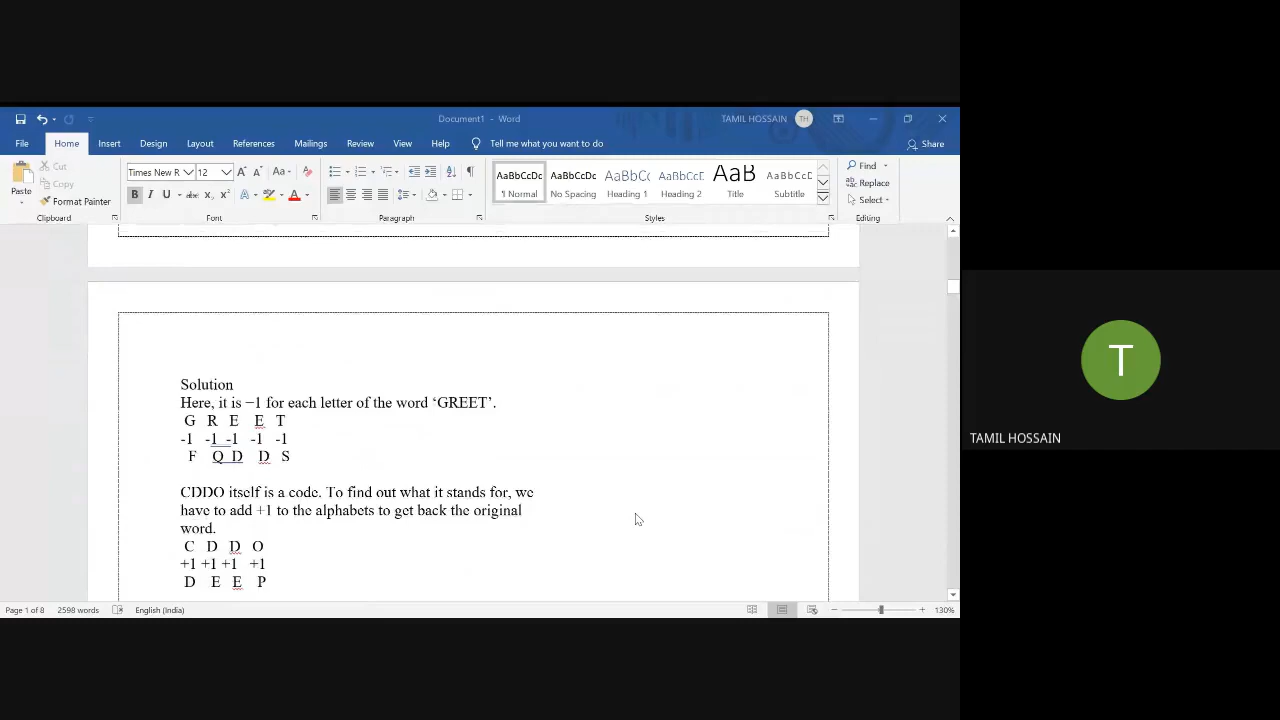 Document1 - Word
TAMIL HOSSAIN
TH
File Home Insert Design Layout References Mailings Review View Help Tell me what you want to do
Share
Paste
Cut
Copy
Format Painter
Clipboard
Times New R 12
Font
Paragraph
AaBbCcDc AaBbCcDc AaBbCc AaBbCcE AaB AaBbCcD
¶ Normal No Spacing Heading 1 Heading 2 Title Subtitle
Styles
Find
Replace
Select
Editing
Solution
Here, it is −1 for each letter of the word ‘GREET’.
G R E E T
-1 -1 -1 -1 -1
F Q D D S
CDDO itself is a code. To find out what it stands for, we
have to add +1 to the alphabets to get back the original
word.
C D D O
+1 +1 +1 +1
D E E P
Page 1 of 8 2598 words English (India)
130%
T
TAMIL HOSSAIN